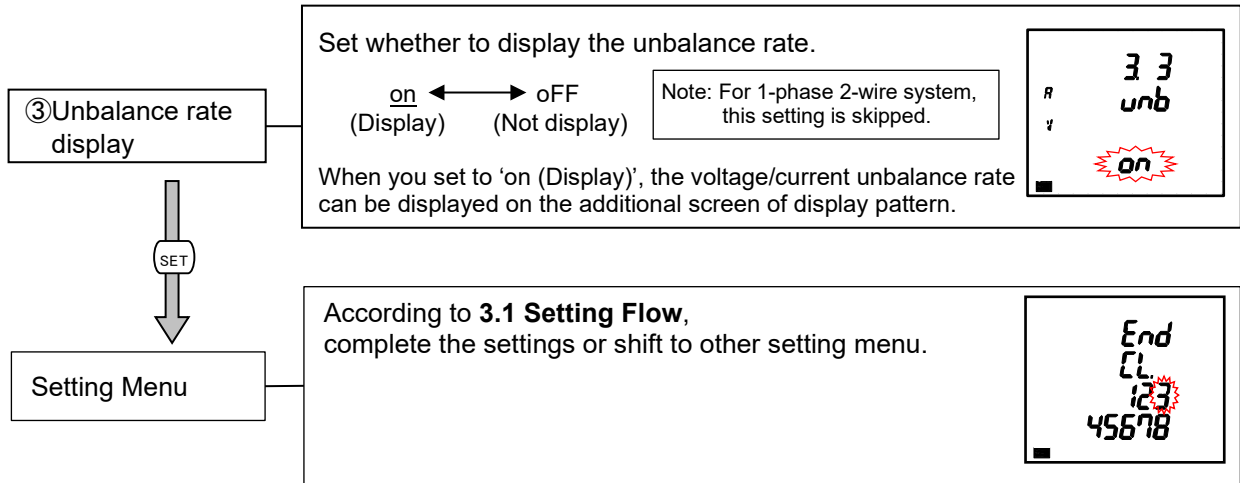 ③Unbalance rate
display
Set whether to display the unbalance rate.
on oFF
(Display) (Not display)
Note: For 1-phase 2-wire system,
this setting is skipped.
When you set to ‘on (Display)’, the voltage/current unbalance rate
can be displayed on the additional screen of display pattern.
3. 3
A unb
V
on
SET
Setting Menu
According to 3.1 Setting Flow,
complete the settings or shift to other setting menu.
End
CL.
123
45678